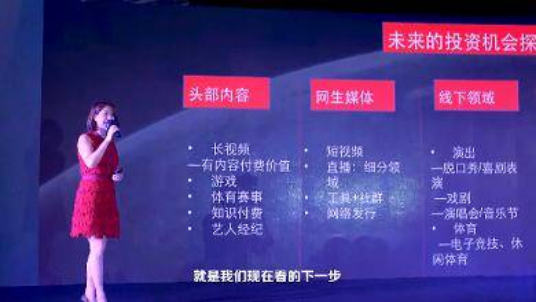 未来的投资机会探
头部内容
• 长视频
—有内容付费价值
• 游戏
• 体育赛事
• 知识付费
• 艺人经纪
网生媒体
• 短视频
• 直播：细分领
域
• 工具+社群
• 网络发行
线下领域
• 演出
—脱口秀/喜剧表
演
—戏剧
—演唱会/音乐节
• 体育
—电子竞技、休
闲体育
就是我们现在看的下一步